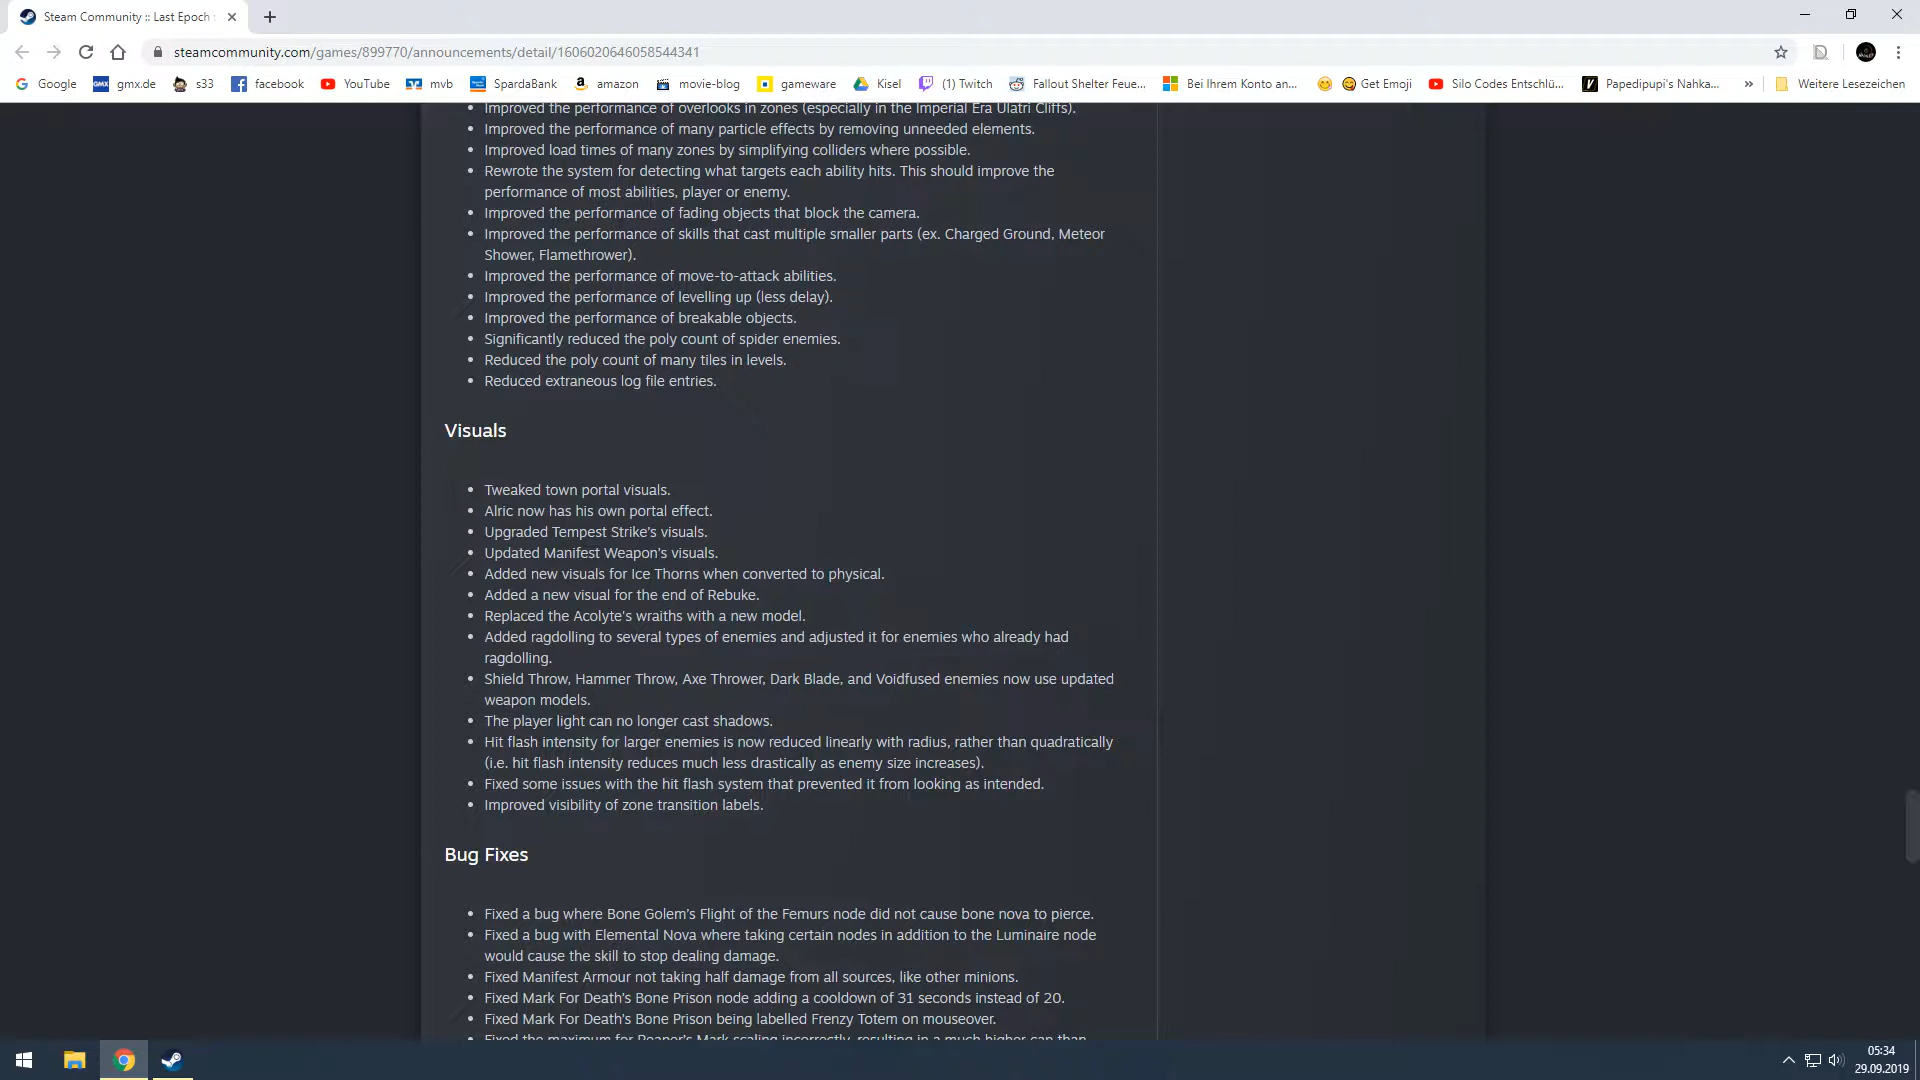 Steam Community :: Last Epoch
steamcommunity.com/games/899770/announcements/detail/1606020646058544341
Google gmx.de s33 facebook YouTube mvb SpardaBank amazon movie-blog gameware Kisel (1) Twitch Fallout Shelter Feue... Bei Ihrem Konto an... Get Emoji Silo Codes Entschlü... Papedipupi's Nahka... » Weitere Lesezeichen
Improved the performance of overlooks in zones (especially in the Imperial Era Ulatri Cliffs).
Improved the performance of many particle effects by removing unneeded elements.
Improved load times of many zones by simplifying colliders where possible.
Rewrote the system for detecting what targets each ability hits. This should improve the
performance of most abilities, player or enemy.
Improved the performance of fading objects that block the camera.
Improved the performance of skills that cast multiple smaller parts (ex. Charged Ground, Meteor
Shower, Flamethrower).
Improved the performance of move-to-attack abilities.
Improved the performance of levelling up (less delay).
Improved the performance of breakable objects.
Significantly reduced the poly count of spider enemies.
Reduced the poly count of many tiles in levels.
Reduced extraneous log file entries.
Visuals
Tweaked town portal visuals.
Alric now has his own portal effect.
Upgraded Tempest Strike's visuals.
Updated Manifest Weapon's visuals.
Added new visuals for Ice Thorns when converted to physical.
Added a new visual for the end of Rebuke.
Replaced the Acolyte's wraiths with a new model.
Added ragdolling to several types of enemies and adjusted it for enemies who already had
ragdolling.
Shield Throw, Hammer Throw, Axe Thrower, Dark Blade, and Voidfused enemies now use updated
weapon models.
The player light can no longer cast shadows.
Hit flash intensity for larger enemies is now reduced linearly with radius, rather than quadratically
(i.e. hit flash intensity reduces much less drastically as enemy size increases).
Fixed some issues with the hit flash system that prevented it from looking as intended.
Improved visibility of zone transition labels.
Bug Fixes
Fixed a bug where Bone Golem's Flight of the Femurs node did not cause bone nova to pierce.
Fixed a bug with Elemental Nova where taking certain nodes in addition to the Luminaire node
would cause the skill to stop dealing damage.
Fixed Manifest Armour not taking half damage from all sources, like other minions.
Fixed Mark For Death's Bone Prison node adding a cooldown of 31 seconds instead of 20.
Fixed Mark For Death's Bone Prison being labelled Frenzy Totem on mouseover.
Fixed the maximum for Reaper's Mark scaling incorrectly, resulting in a much higher cap than
05:34
29.09.2019